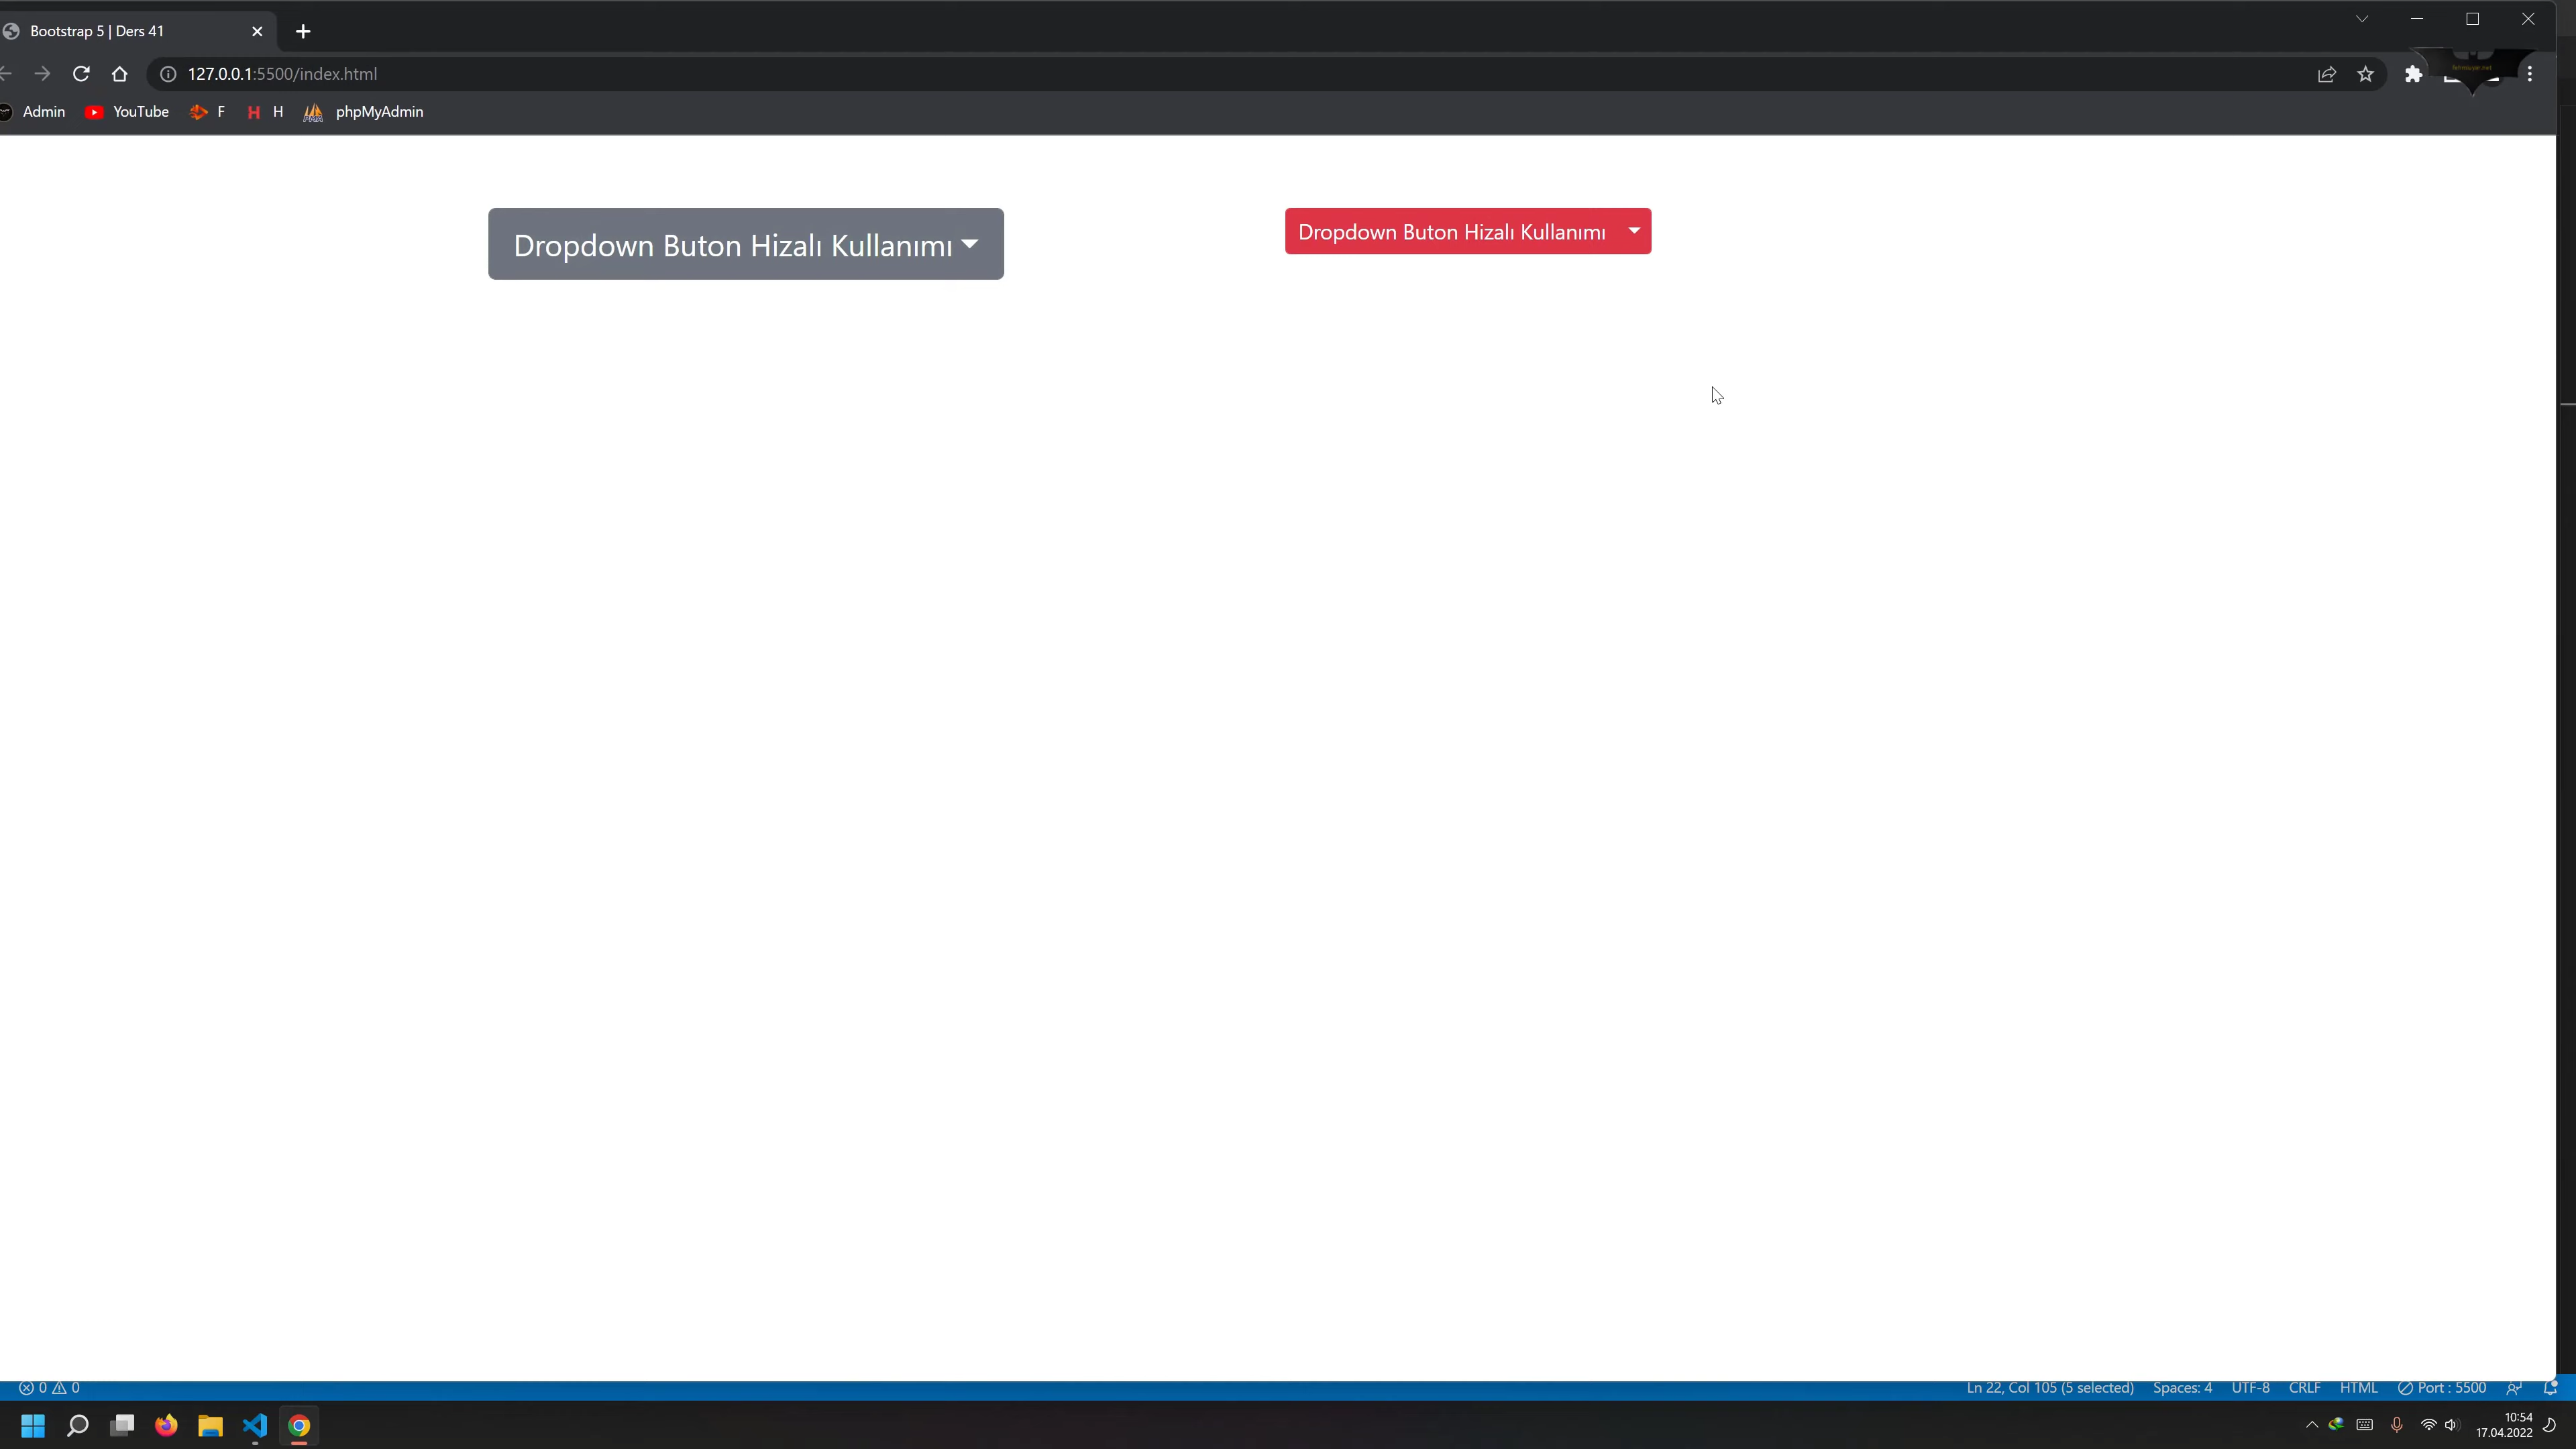 Bootstrap 5 | Ders 41
127.0.0.1:5500/index.html
Admin YouTube F H H phpMyAdmin
Dropdown Buton Hizalı Kullanımı
Dropdown Buton Hizalı Kullanımı
0 0
Ln 22, Col 105 (5 selected) Spaces: 4 UTF-8 CRLF HTML Port : 5500
10:54
17.04.2022